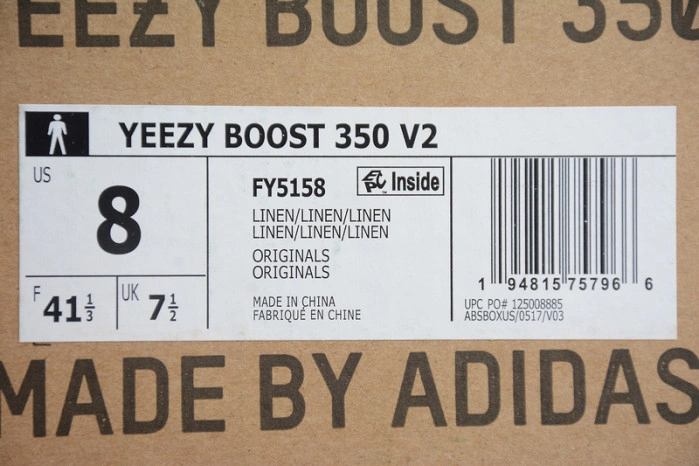 EEZY BOOST 350
YEEZY BOOST 350 V2
US
8
F 41 1/3
UK 7 1/2
FY5158
EPC Inside
LINEN/LINEN/LINEN
LINEN/LINEN/LINEN
ORIGINALS
ORIGINALS
MADE IN CHINA
FABRIQUÉ EN CHINE
1 94815 75796 6
UPC PO# 125008885
ABSBOXUS/0517/V03
MADE BY ADIDAS